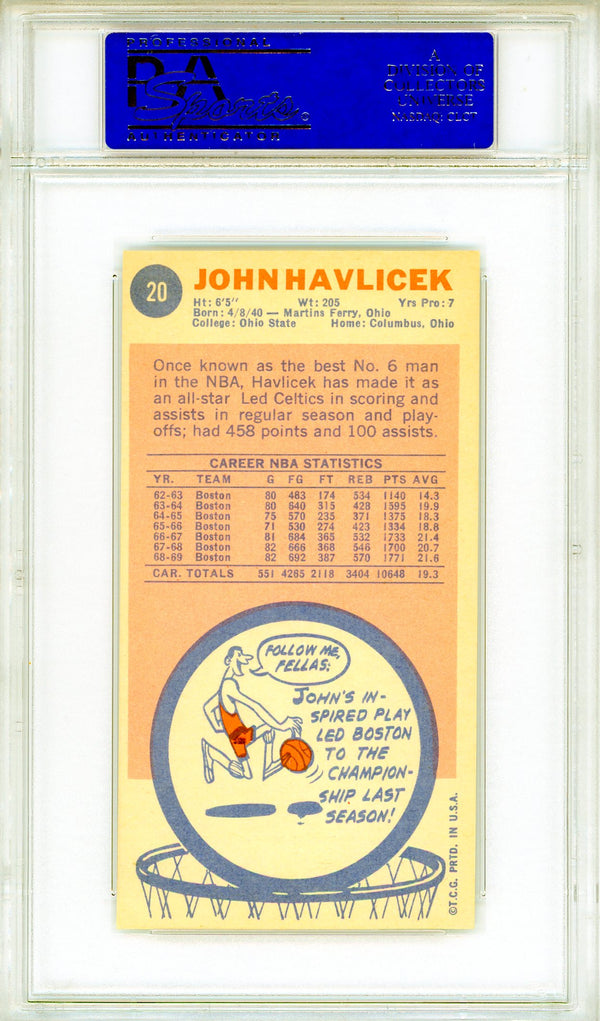 PROFESSIONAL
PSA
Sports
AUTHENTICATOR
A
DIVISION OF
COLLECTORS
UNIVERSE
NASDAQ: CLCT
20
JOHN HAVLICEK
Ht: 6'5" Wt: 205 Yrs Pro: 7
Born: 4/8/40 — Martins Ferry, Ohio
College: Ohio State Home: Columbus, Ohio
Once known as the best No. 6 man
in the NBA, Havlicek has made it as
an all-star Led Celtics in scoring and
assists in regular season and play-
offs; had 458 points and 100 assists.
CAREER NBA STATISTICS
YR. TEAM G FG FT REB PTS AVG
62-63 Boston 80 483 174 534 1140 14.3
63-64 Boston 80 640 315 428 1595 19.9
64-65 Boston 75 570 235 371 1375 18.3
65-66 Boston 71 530 274 423 1334 18.8
66-67 Boston 81 684 365 532 1733 21.4
67-68 Boston 82 666 368 546 1700 20.7
68-69 Boston 82 692 387 570 1771 21.6
CAR. TOTALS 551 4265 2118 3404 10648 19.3
FOLLOW ME,
FELLAS!
JOHN'S IN-
SPIRED PLAY
LED BOSTON
TO THE
CHAMPION-
SHIP LAST
SEASON!
©T.C.G. PRTD. IN U.S.A.